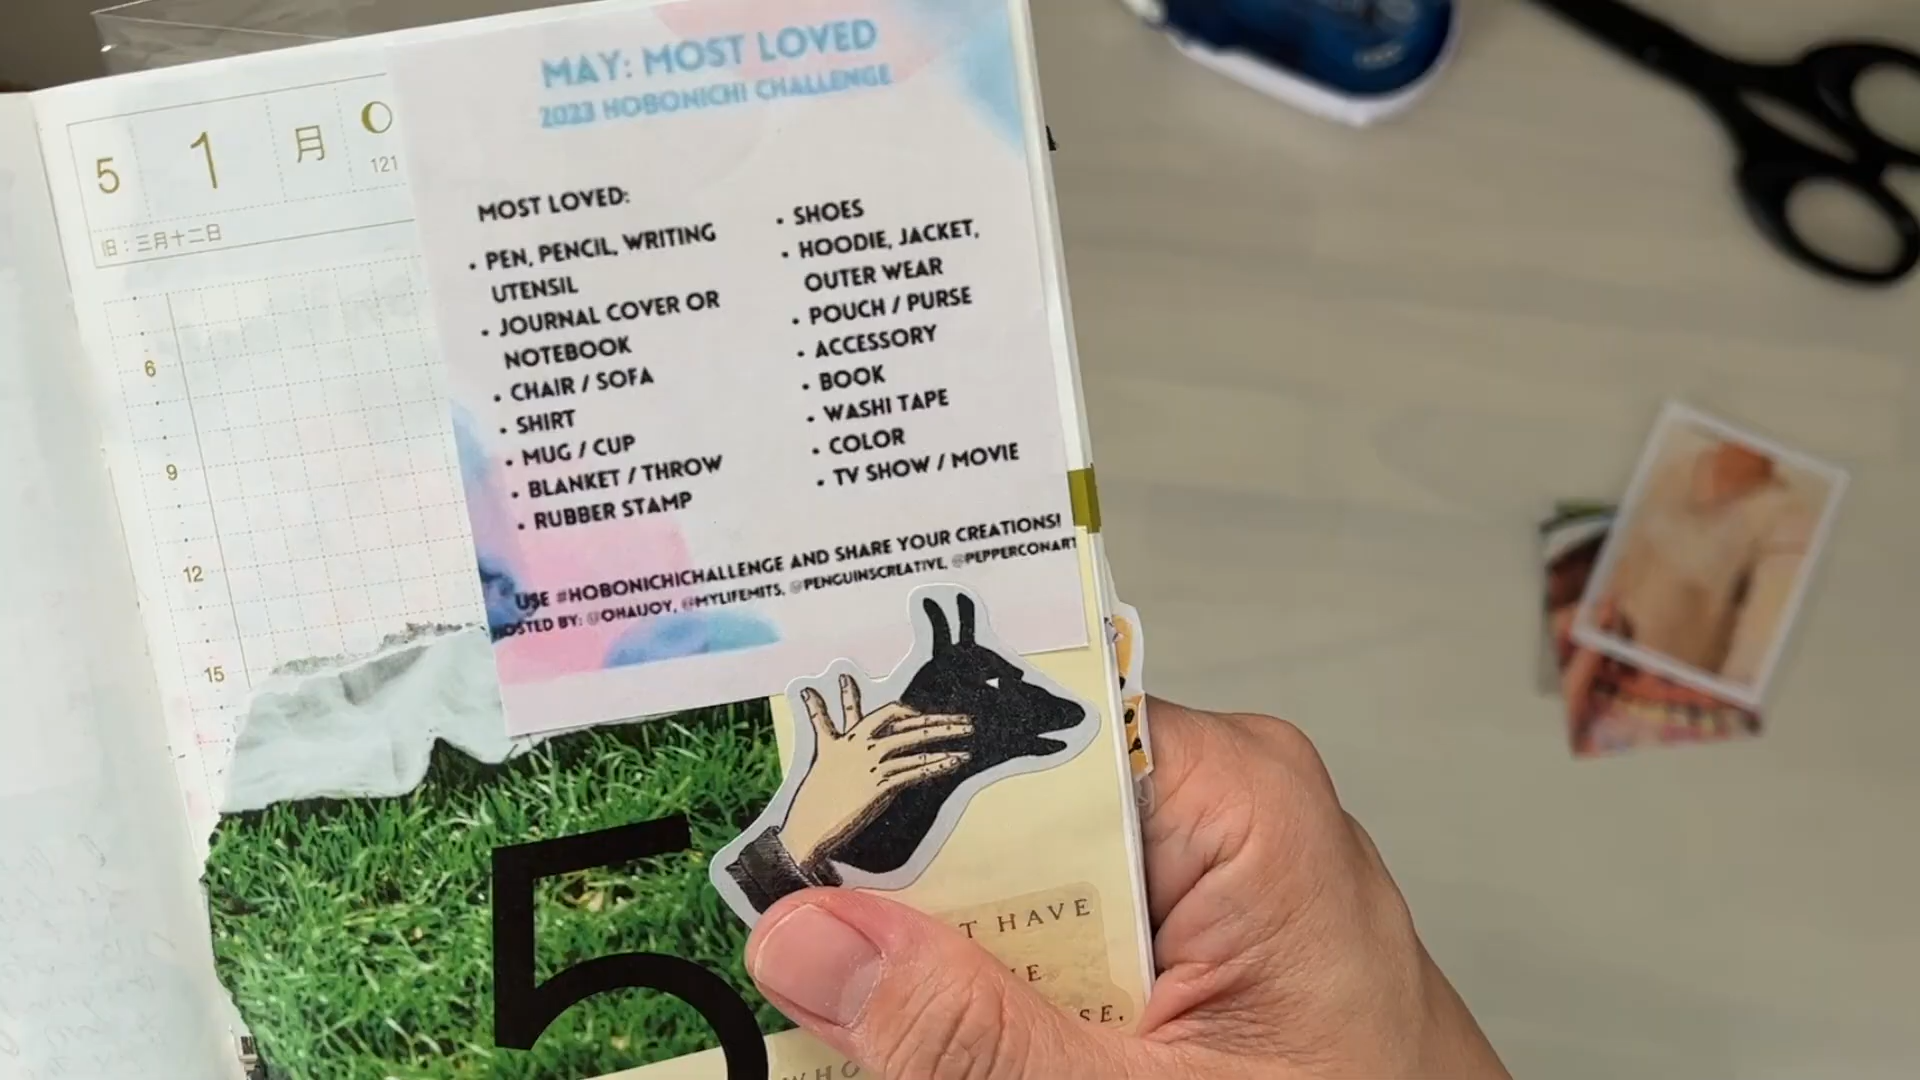 MAY: MOST LOVED
2023 HOBONICHI CHALLENGE
5 1 月
121
旧：三月十二日
6
9
12
15
MOST LOVED:
• PEN, PENCIL, WRITING
UTENSIL
• JOURNAL COVER OR
NOTEBOOK
• CHAIR / SOFA
• SHIRT
• MUG / CUP
• BLANKET / THROW
• RUBBER STAMP
• SHOES
• HOODIE, JACKET,
OUTER WEAR
• POUCH / PURSE
• ACCESSORY
• BOOK
• WASHI TAPE
• COLOR
• TV SHOW / MOVIE
USE #HOBONICHICHALLENGE AND SHARE YOUR CREATIONS!
HOSTED BY: @OHAIJOY, @MYLIFEMITS, @PENGUINSCREATIVE, @PEPPERCONART
5
T HAVE
E
SE.
WHO